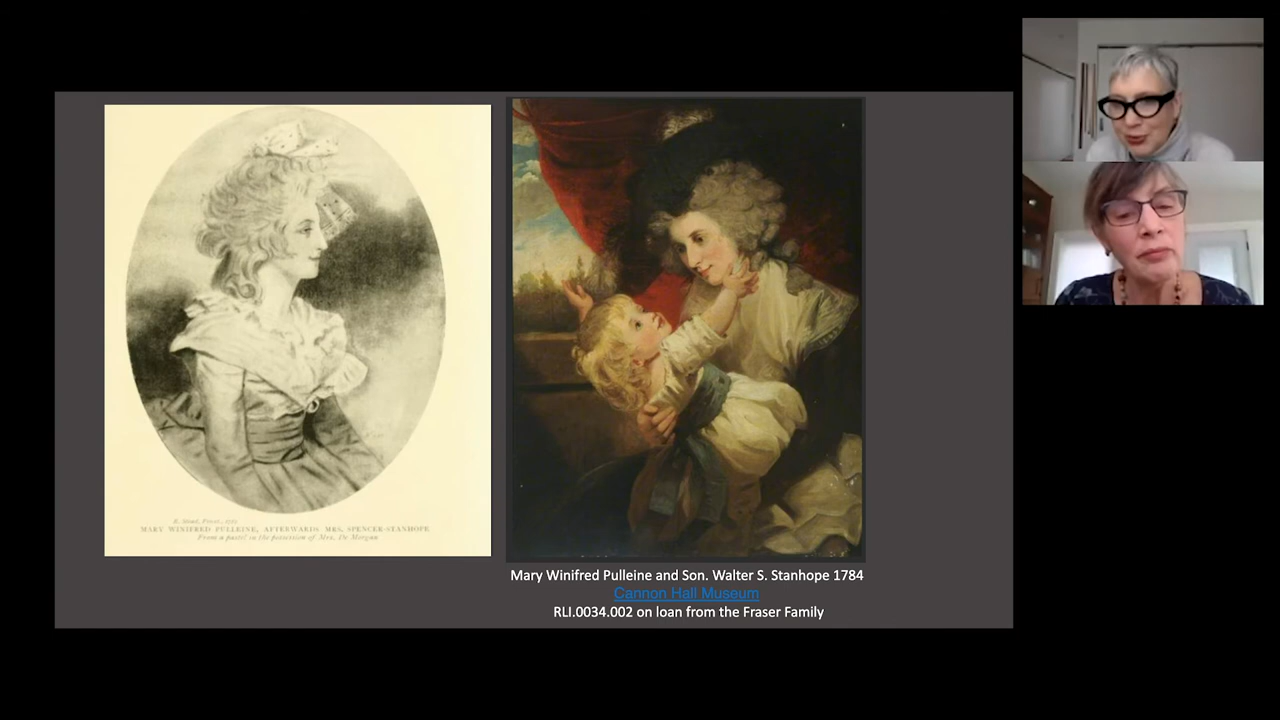 MARY WINIFRED PULLEINE, AFTERWARDS MRS. SPENCER-STANHOPE
From a pastel in the possession of Mrs. De Morgan
Mary Winifred Pulleine and Son. Walter S. Stanhope 1784
Cannon Hall Museum
RLI.0034.002 on loan from the Fraser Family